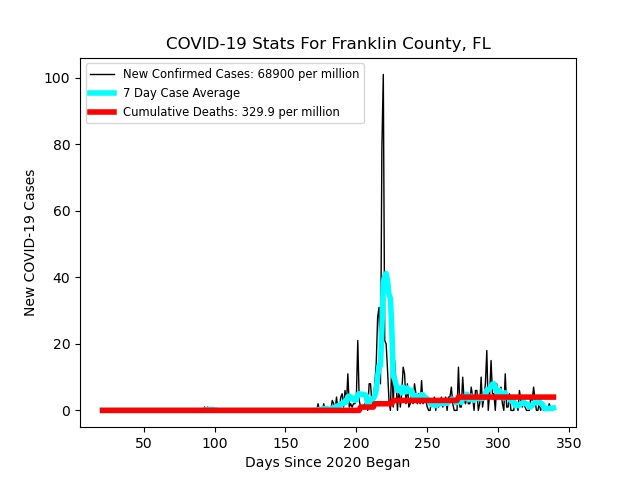 COVID-19 Stats For Franklin County, FL
New Confirmed Cases: 68900 per million
7 Day Case Average
Cumulative Deaths: 329.9 per million
New COVID-19 Cases
100
80
60
40
20
0
50 100 150 200 250 300 350
Days Since 2020 Began